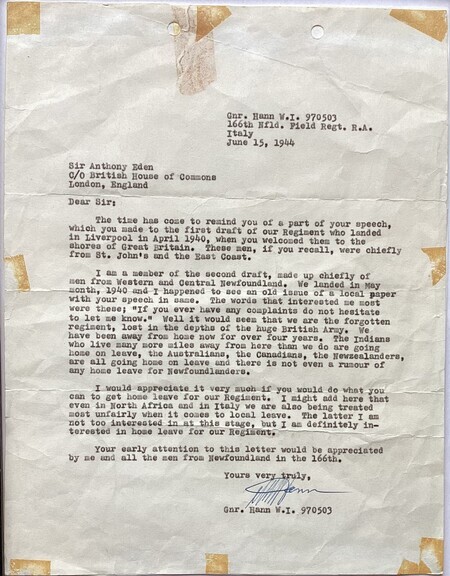 Gnr. Hann W.I. 970503
166th Nfld. Field Regt. R.A.
Italy
June 15, 1944
Sir Anthony Eden
C/o British House of Commons
London, England
Dear Sir:
The time has come to remind you of a part of your speech,
which you made to the first draft of our Regiment who landed
in Liverpool in April 1940, when you welcomed them to the
shores of Great Britain. These men, if you recall, were chiefly
from St. John's and the East Coast.
I am a member of the second draft, made up chiefly of
men from Western and Central Newfoundland. We landed in May
month, 1940 and I happened to see an old issue of a local paper
with your speech in same. The words that interested me most
were these; "If you ever have any complaints do not hesitate
to let me know." Well it would seem that we are the forgotten
regiment, lost in the depths of the huge British Army. We
have been away from home now for over four years. The Indians
who live many more miles away from here than we do are going
home on leave, the Australians, the Canadians, the Newzealanders,
are all going home on leave and there is not even a rumour of
any home leave for Newfoundlanders.
I would appreciate it very much if you would do what you
can to get home leave for our Regiment. I might add here that
even in North Africa and in Italy we are also being treated
most unfairly when it comes to local leave. The latter I am
not too interested in at this stage, but I am definitely in-
terested in home leave for our Regiment.
Your early attention to this letter would be appreciated
by me and all the men from Newfoundland in the 166th.
Yours very truly,
Hann
Gnr. Hann W.I. 970503